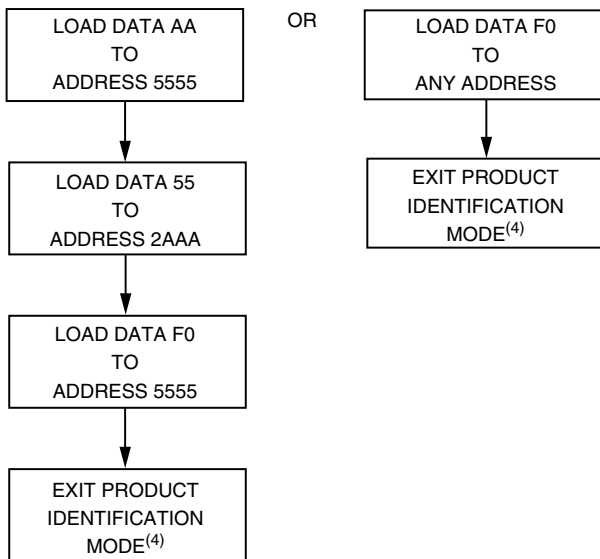 LOAD DATA AA
TO
ADDRESS 5555
LOAD DATA 55
TO
ADDRESS 2AAA
LOAD DATA F0
TO
ADDRESS 5555
EXIT PRODUCT
IDENTIFICATION
MODE(4)
OR
LOAD DATA F0
TO
ANY ADDRESS
EXIT PRODUCT
IDENTIFICATION
MODE(4)